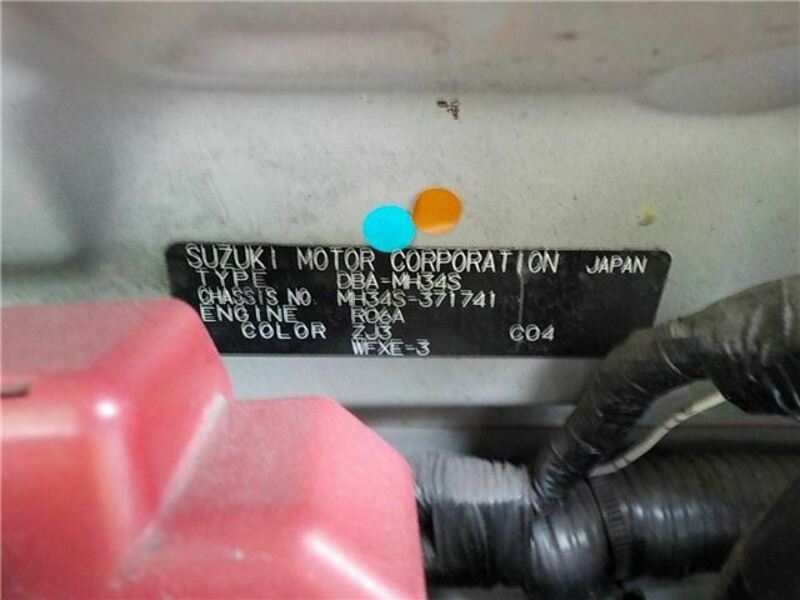 SUZUKI MOTOR CORPORATION JAPAN
TYPE DBA-MH34S
CHASSIS NO. MH34S-371741
ENGINE R06A
COLOR ZJ3 C04
WFXE-3